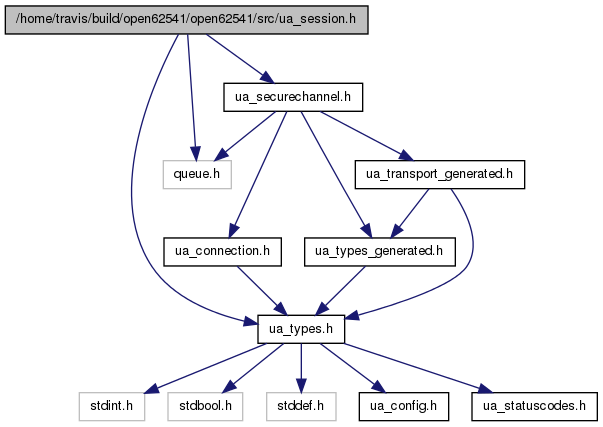 /home/travis/build/open62541/open62541/src/ua_session.h
ua_securechannel.h
queue.h
ua_transport_generated.h
ua_connection.h
ua_types_generated.h
ua_types.h
stdint.h
stdbool.h
stddef.h
ua_config.h
ua_statuscodes.h